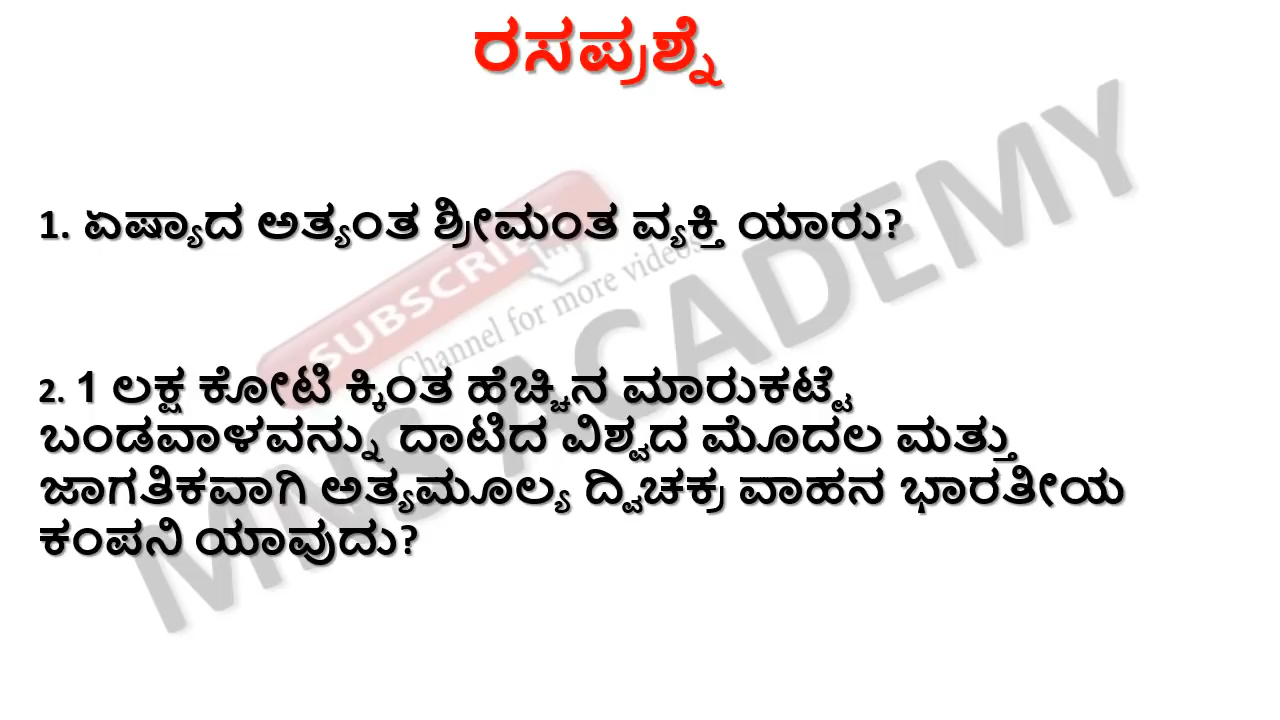 ರಸಪ್ರಶ್ನೆ
1. ಏಷ್ಯಾದ ಅತ್ಯಂತ ಶ್ರೀಮಂತ ವ್ಯಕ್ತಿ ಯಾರು?
SUBSCRIBE
Channel for more videos
MNS ACADEMY
2. 1 ಲಕ್ಷ ಕೋಟಿ ಕ್ಕಿಂತ ಹೆಚ್ಚಿನ ಮಾರುಕಟ್ಟೆ
ಬಂಡವಾಳವನ್ನು ದಾಟಿದ ವಿಶ್ವದ ಮೊದಲ ಮತ್ತು
ಜಾಗತಿಕವಾಗಿ ಅತ್ಯಮೂಲ್ಯ ದ್ವಿಚಕ್ರ ವಾಹನ ಭಾರತೀಯ
ಕಂಪನಿ ಯಾವುದು?